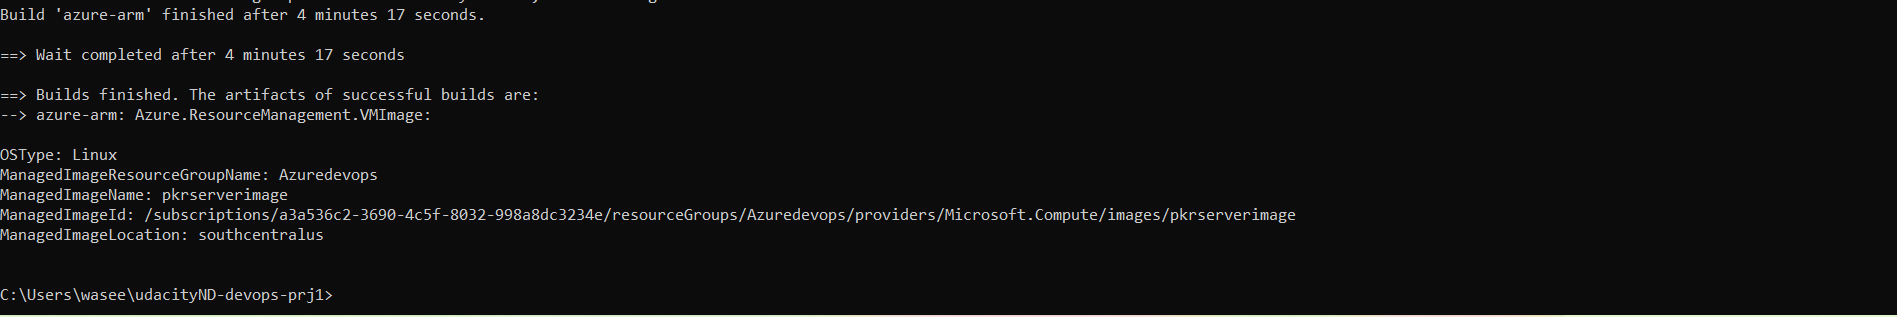 Build 'azure-arm' finished after 4 minutes 17 seconds.
==> Wait completed after 4 minutes 17 seconds
==> Builds finished. The artifacts of successful builds are:
--> azure-arm: Azure.ResourceManagement.VMImage:
OSType: Linux
ManagedImageResourceGroupName: Azuredevops
ManagedImageName: pkrserverimage
ManagedImageId: /subscriptions/a3a536c2-3690-4c5f-8032-998a8dc3234e/resourceGroups/Azuredevops/providers/Microsoft.Compute/images/pkrserverimage
ManagedImageLocation: southcentralus
C:\Users\wasee\udacityND-devops-prj1>